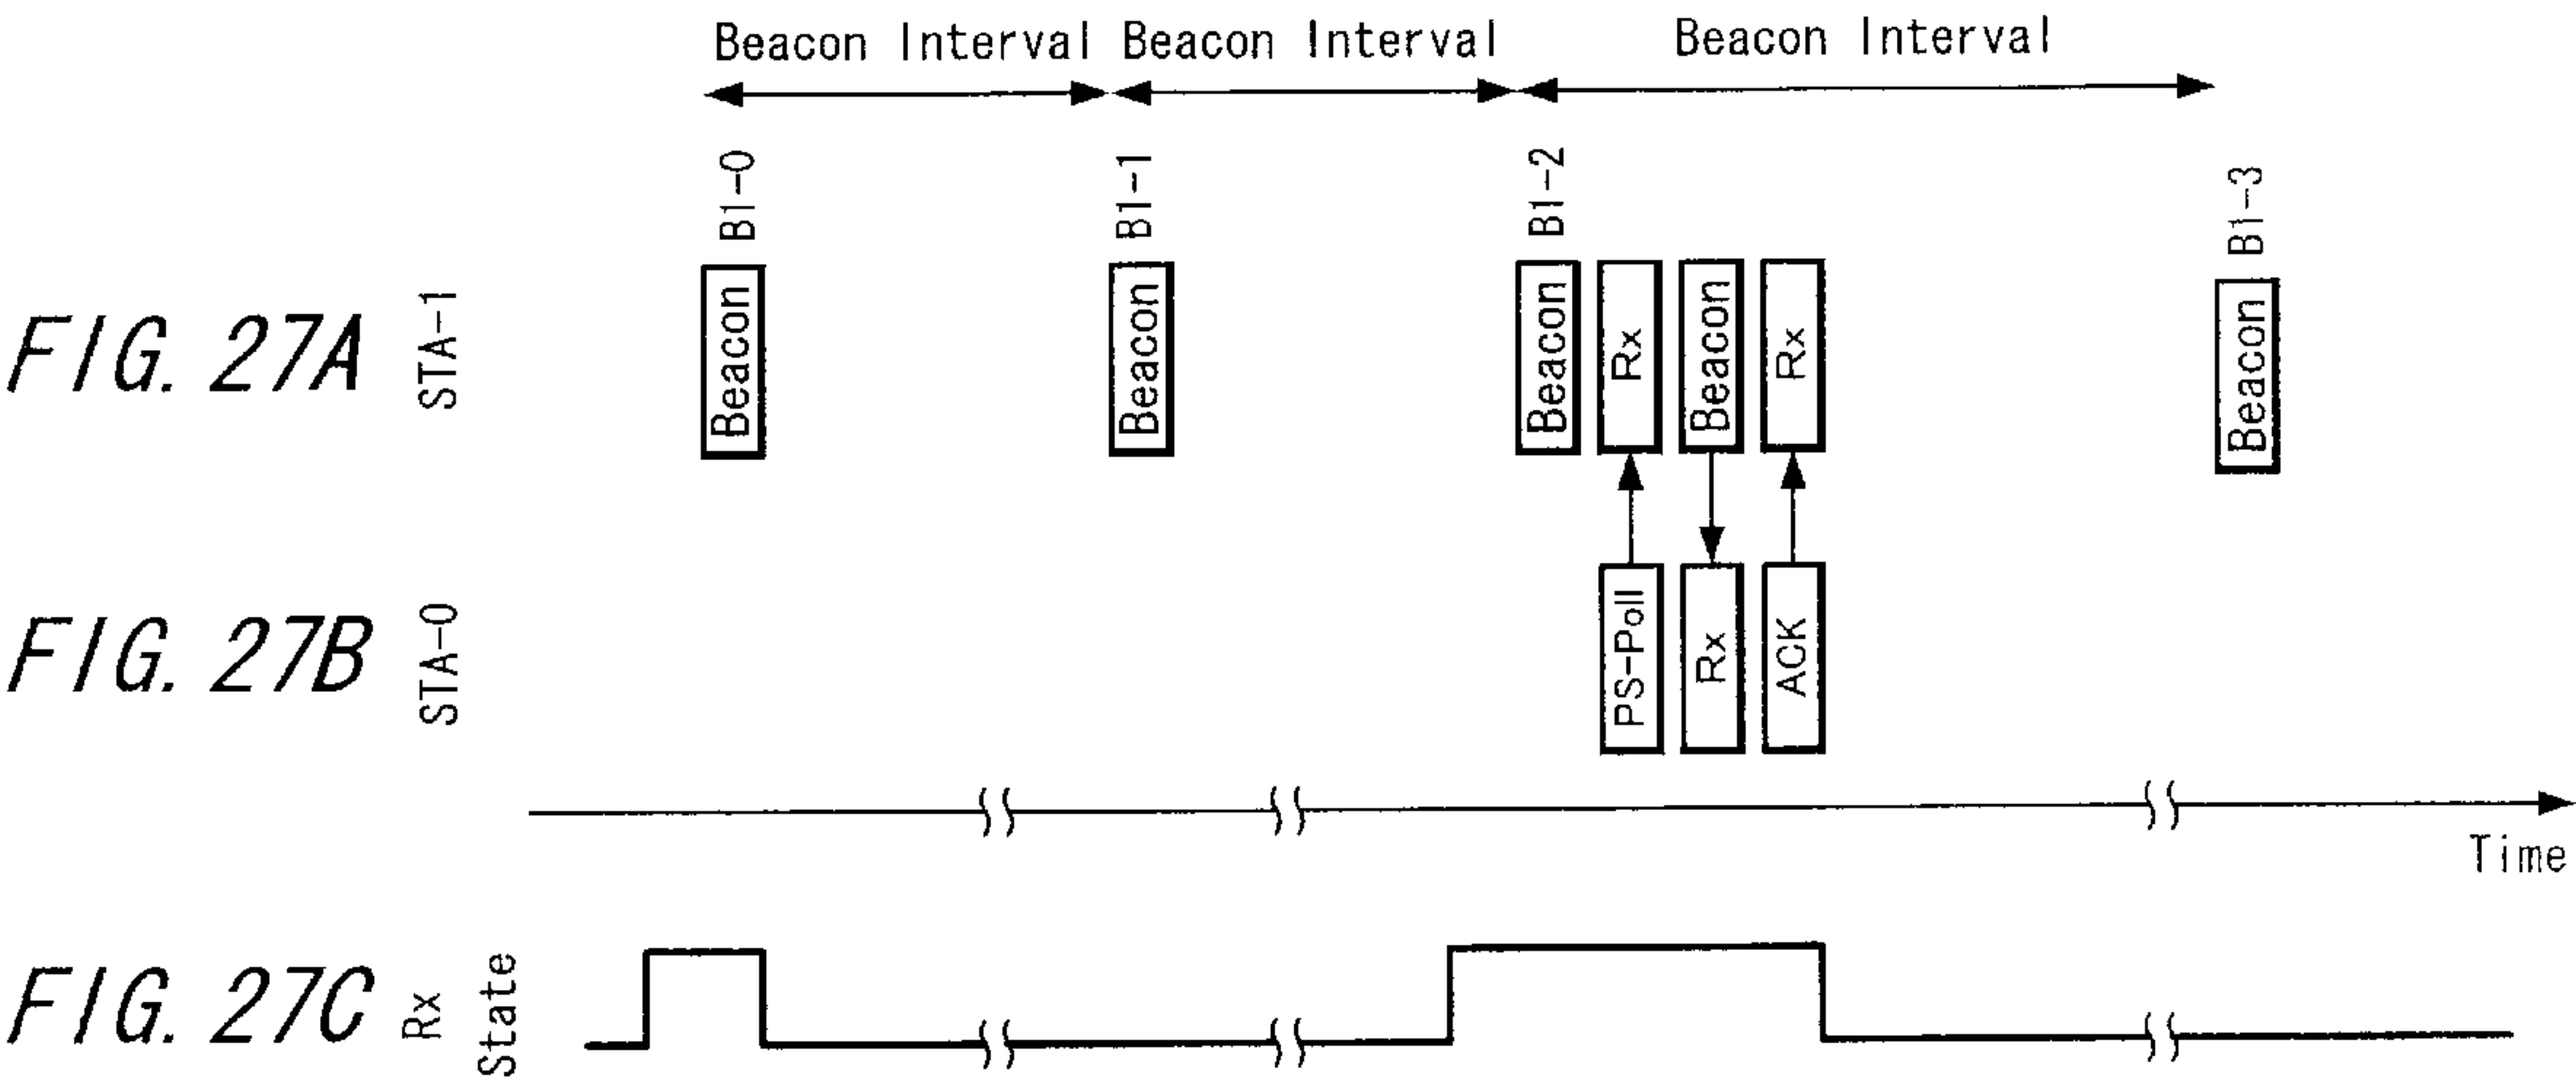 Beacon Interval Beacon Interval Beacon Interval
B1-0
B1-1
B1-2
B1-3
FIG. 27A
STA-1
Beacon
Beacon
Beacon
Rx
Beacon
Rx
Beacon
FIG. 27B
STA-0
PS-Poll
Rx
ACK
Time
FIG. 27C
Rx
State